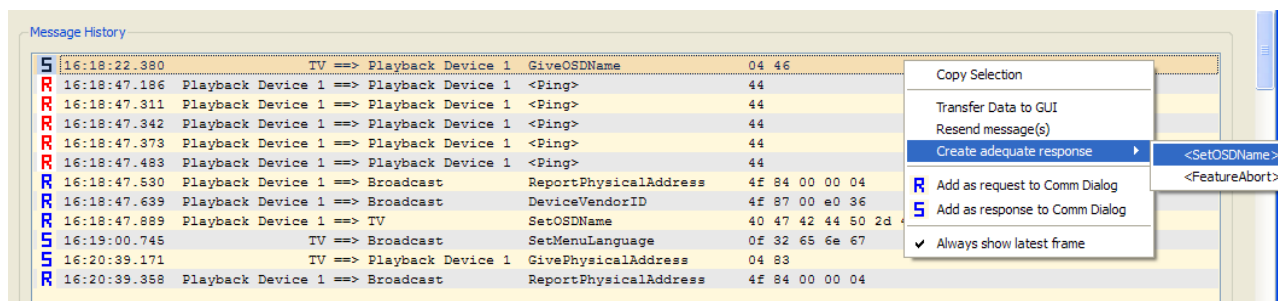 Message History
S 16:18:22.380 TV ==> Playback Device 1 GiveOSDName 04 46
R 16:18:47.186 Playback Device 1 ==> Playback Device 1 <Ping> 44
R 16:18:47.311 Playback Device 1 ==> Playback Device 1 <Ping> 44
R 16:18:47.342 Playback Device 1 ==> Playback Device 1 <Ping> 44
R 16:18:47.373 Playback Device 1 ==> Playback Device 1 <Ping> 44
R 16:18:47.483 Playback Device 1 ==> Playback Device 1 <Ping> 44
R 16:18:47.530 Playback Device 1 ==> Broadcast ReportPhysicalAddress 4f 84 00 00 04
R 16:18:47.639 Playback Device 1 ==> Broadcast DeviceVendorID 4f 87 00 e0 36
R 16:18:47.889 Playback Device 1 ==> TV SetOSDName 40 47 42 44 50 2d
S 16:19:00.745 TV ==> Broadcast SetMenuLanguage 0f 32 65 6e 67
S 16:20:39.171 TV ==> Playback Device 1 GivePhysicalAddress 04 83
R 16:20:39.358 Playback Device 1 ==> Broadcast ReportPhysicalAddress 4f 84 00 00 04
Copy Selection
Transfer Data to GUI
Resend message(s)
Create adequate response
R Add as request to Comm Dialog
S Add as response to Comm Dialog
Always show latest frame
<SetOSDName>
<FeatureAbort>